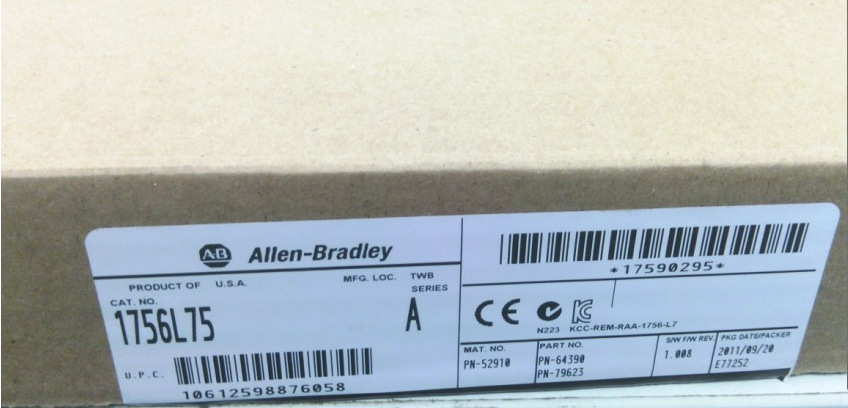 AB Allen-Bradley
PRODUCT OF U.S.A. MFG. LOC. TWB
CAT. NO. SERIES
1756L75 A
U.P.C.
10612598876058
*17590295*
CE
N223 KCC-REM-RAA-1756-L7
MAT. NO. PART NO. S/W F/W REV. PKG DATE/PACKER
PN-52910 PN-64390 1.008 2011/09/20
PN-79623 E77252